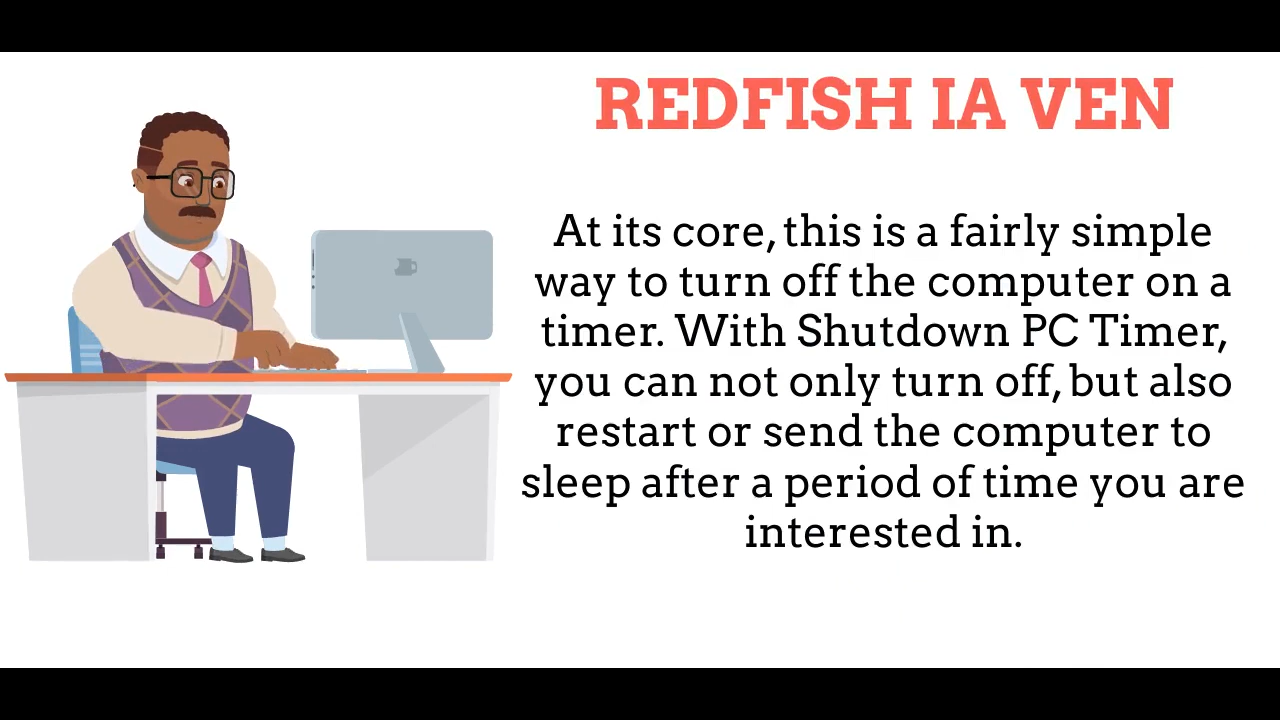 REDFISH IA VEN
At its core, this is a fairly simple
way to turn off the computer on a
timer. With Shutdown PC Timer,
you can not only turn off, but also
restart or send the computer to
sleep after a period of time you are
interested in.